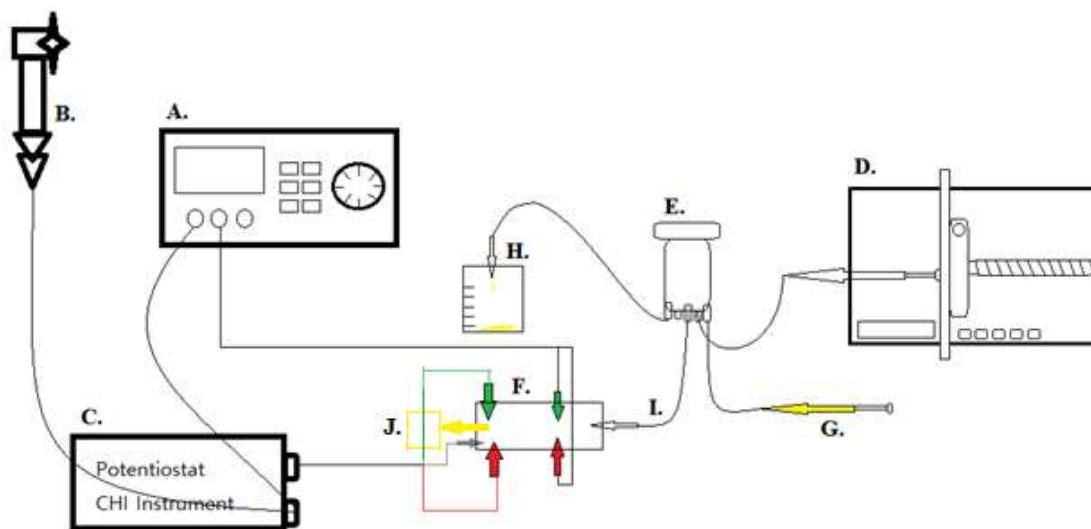 A.
B.
D.
E.
H.
F.
I.
J.
G.
C.
Potentiostat
CHI Instrument